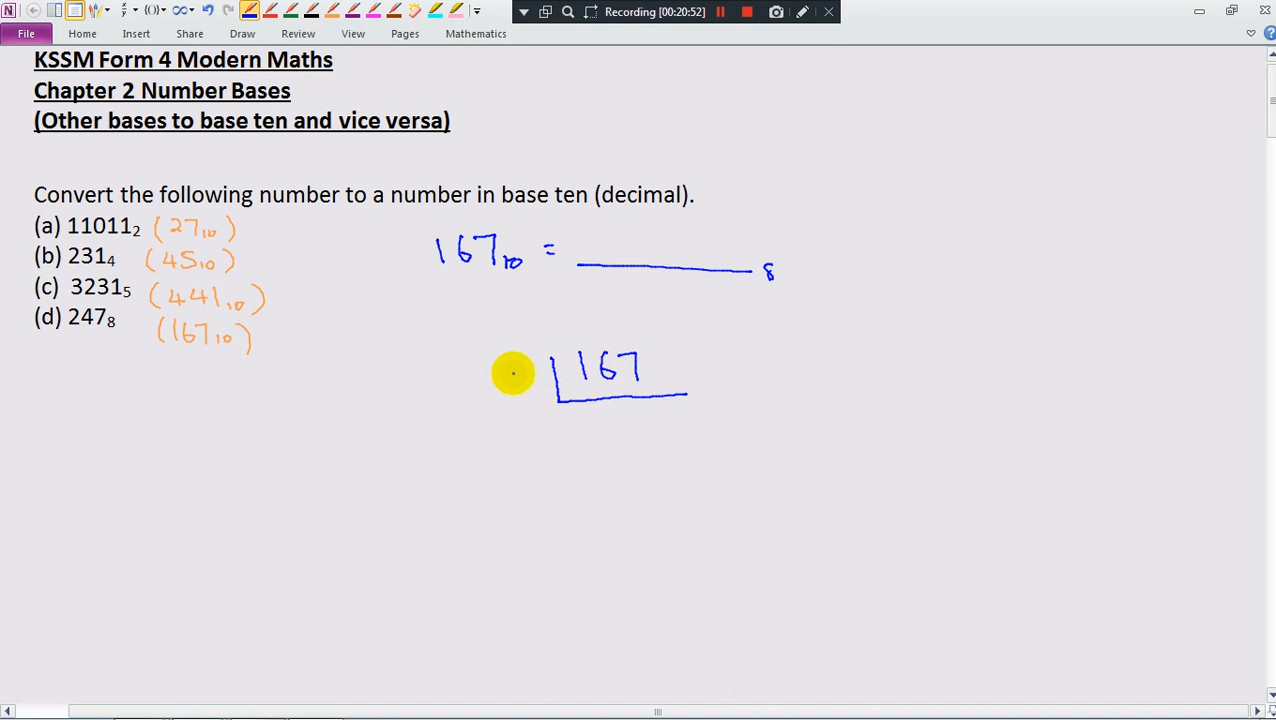 Recording [00:20:52]
File Home Insert Share Draw Review View Pages Mathematics
KSSM Form 4 Modern Maths
Chapter 2 Number Bases
(Other bases to base ten and vice versa)
Convert the following number to a number in base ten (decimal).
(a) 11011₂ (27₁₀)
(b) 231₄ (45₁₀)
(c) 3231₅ (441₁₀)
(d) 247₈ (167₁₀)
167₁₀ = ________ ₈
167